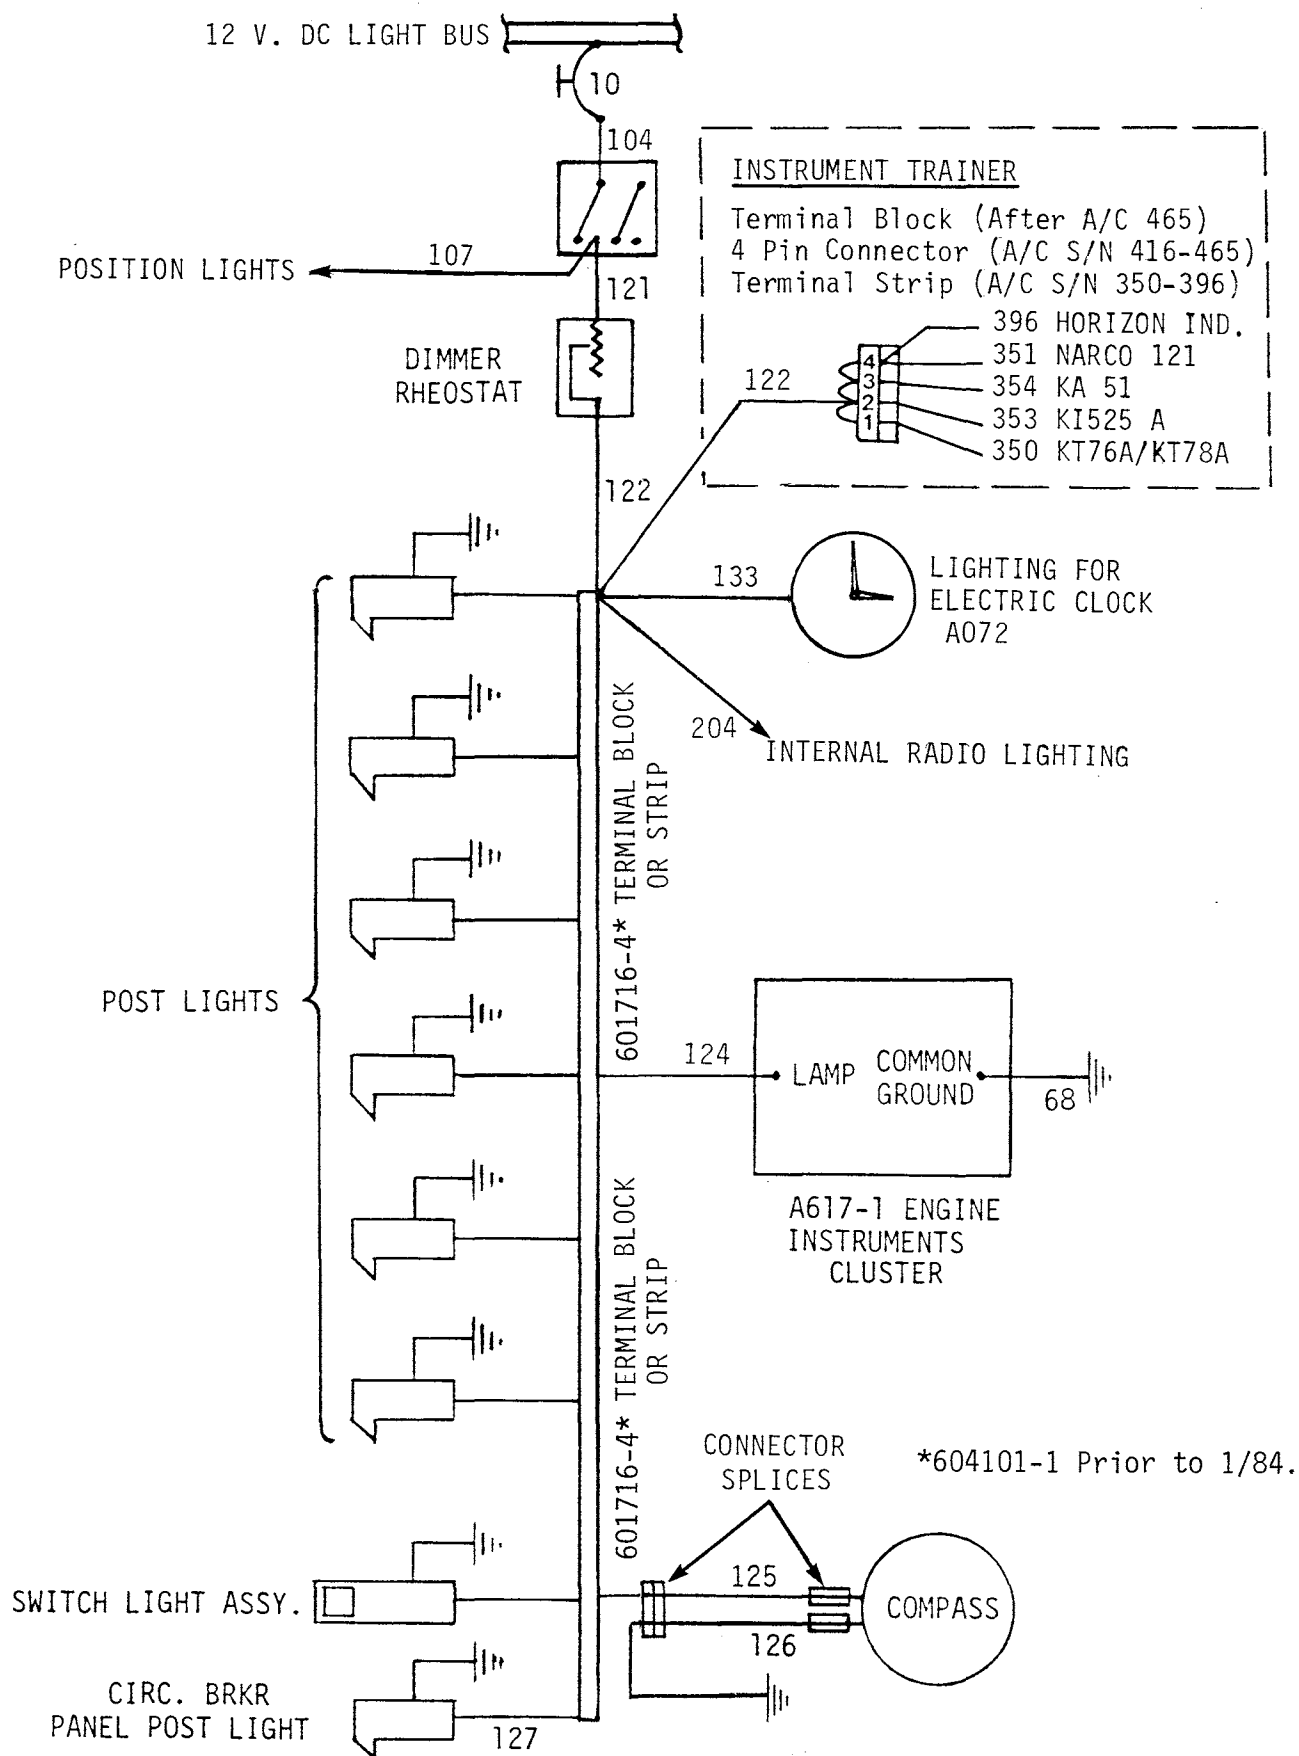 12 V. DC LIGHT BUS
10
104
INSTRUMENT TRAINER
Terminal Block (After A/C 465)
4 Pin Connector (A/C S/N 416-465)
Terminal Strip (A/C S/N 350-396)
POSITION LIGHTS
107
121
DIMMER
RHEOSTAT
122
4
3
2
1
396 HORIZON IND.
351 NARCO 121
354 KA 51
353 KI525 A
350 KT76A/KT78A
122
133
LIGHTING FOR
ELECTRIC CLOCK
A072
204
INTERNAL RADIO LIGHTING
601716-4* TERMINAL BLOCK
OR STRIP
POST LIGHTS
124
LAMP
COMMON
GROUND
68
A617-1 ENGINE
INSTRUMENTS
CLUSTER
601716-4* TERMINAL BLOCK
OR STRIP
CONNECTOR
SPLICES
*604101-1 Prior to 1/84.
SWITCH LIGHT ASSY.
125
126
COMPASS
CIRC. BRKR
PANEL POST LIGHT
127